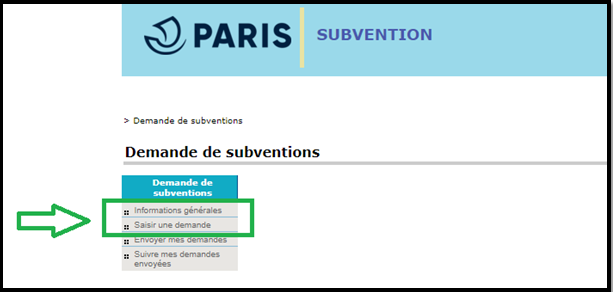 PARIS
SUBVENTION
> Demande de subventions
Demande de subventions
Demande de
subventions
Informations générales
Saisir une demande
Envoyer mes demandes
Suivre mes demandes
envoyées